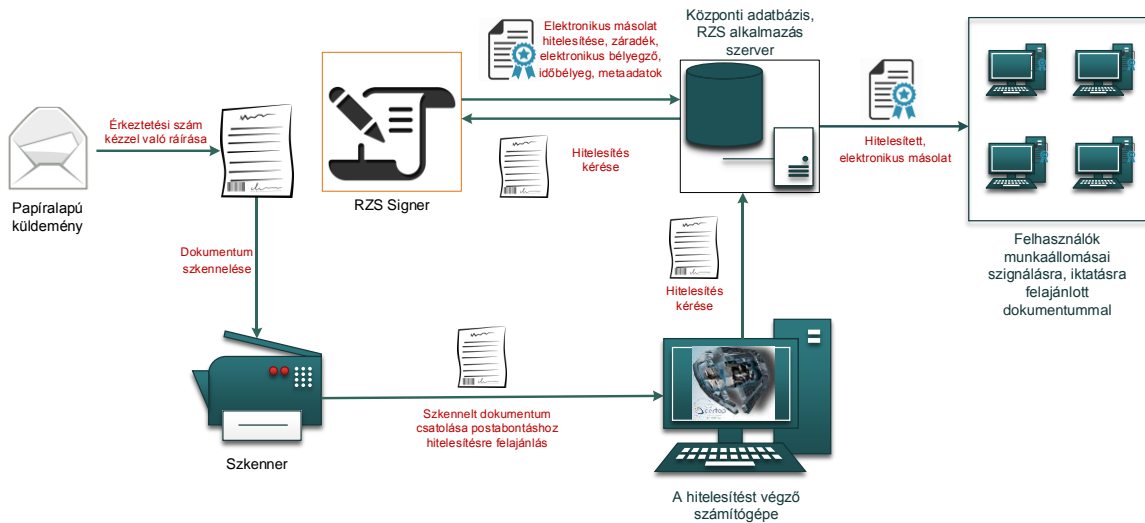 Elektronikus másolat
hitelesítése, záradék,
elektronikus bélyegző,
időbélyeg, metaadatok
Központi adatbázis,
RZS alkalmazás
szerver
Érkeztetési szám
kézzel való ráírása
Hitelesítés
kérése
Hitelesített,
elektronikus másolat
Papíralapú
küldemény
RZS Signer
Dokumentum
szkennelése
Felhasználók
munkaállomásai
szignálásra, iktatásra
felajánlott
dokumentummal
Hitelesítés
kérése
Szkennelt dokumentum
csatolása postabontáshoz
hitelesítésre felajánlás
Szkenner
A hitelesítést végző
számítógépe